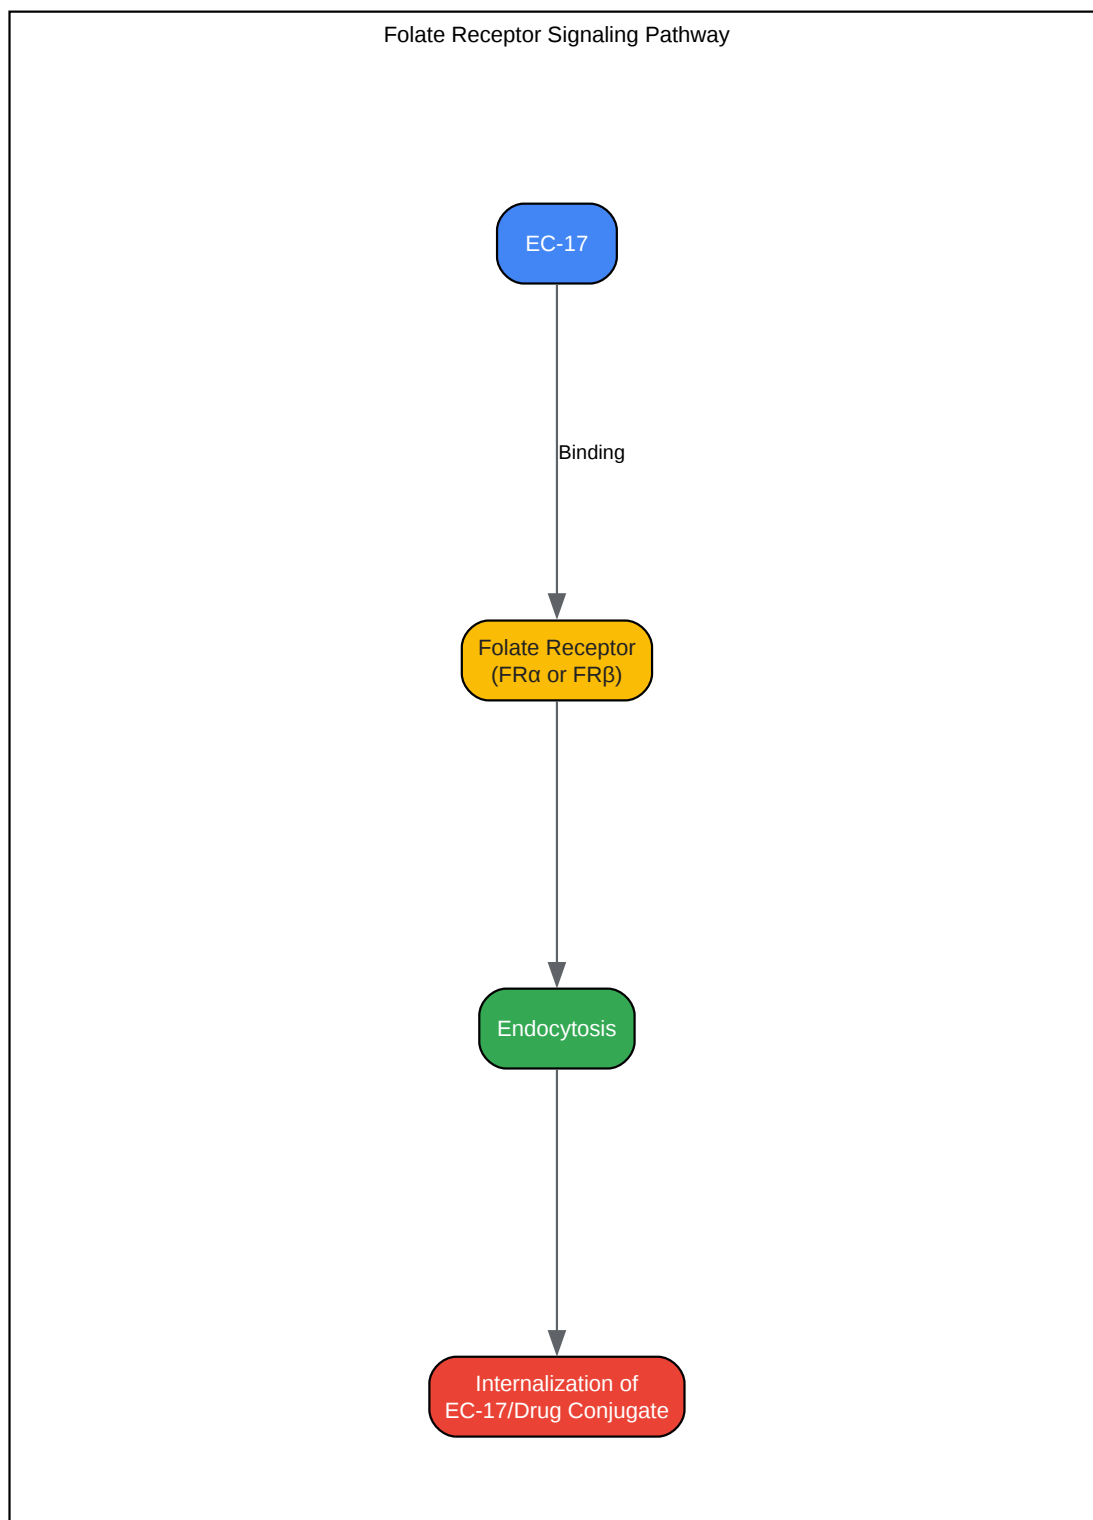 Folate Receptor Signaling Pathway
EC-17
Binding
Folate Receptor
(FRα or FRβ)
Endocytosis
Internalization of
EC-17/Drug Conjugate